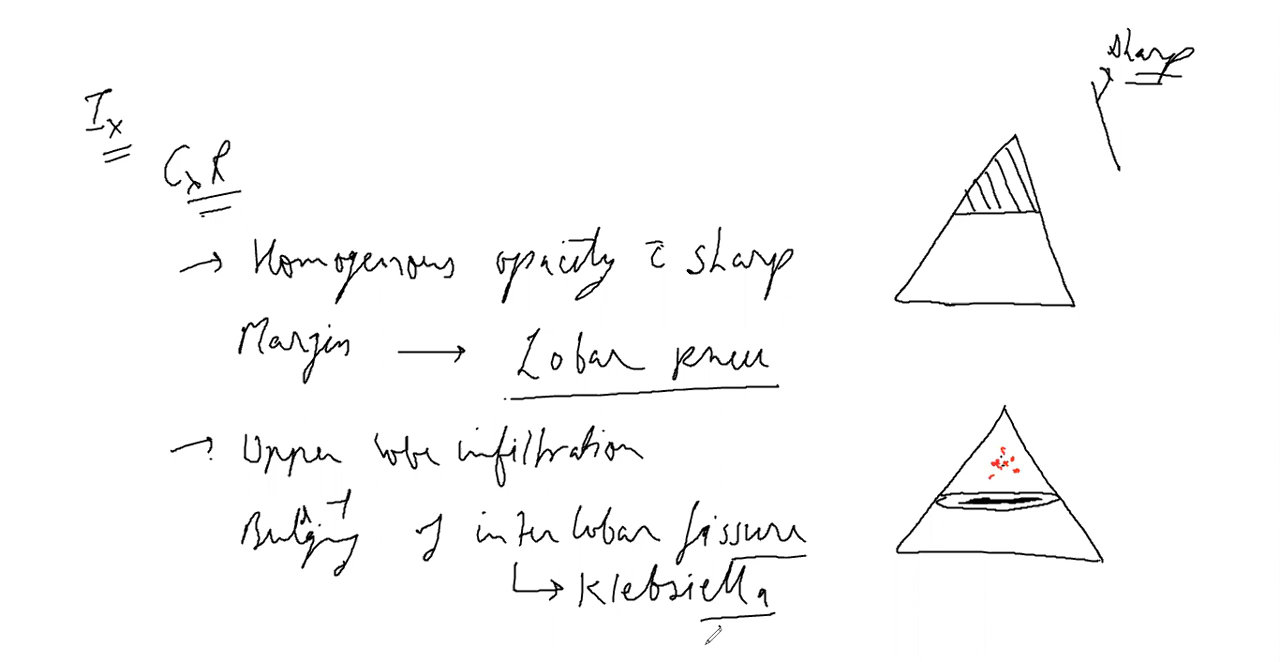 sharp
Ix
CxR
→ Homogenous opacity c̄ sharp
Margin → Lobar pneu
→ Upper lobe infiltration
+
Bulging of interlobar fissure
↳ Klebsiella